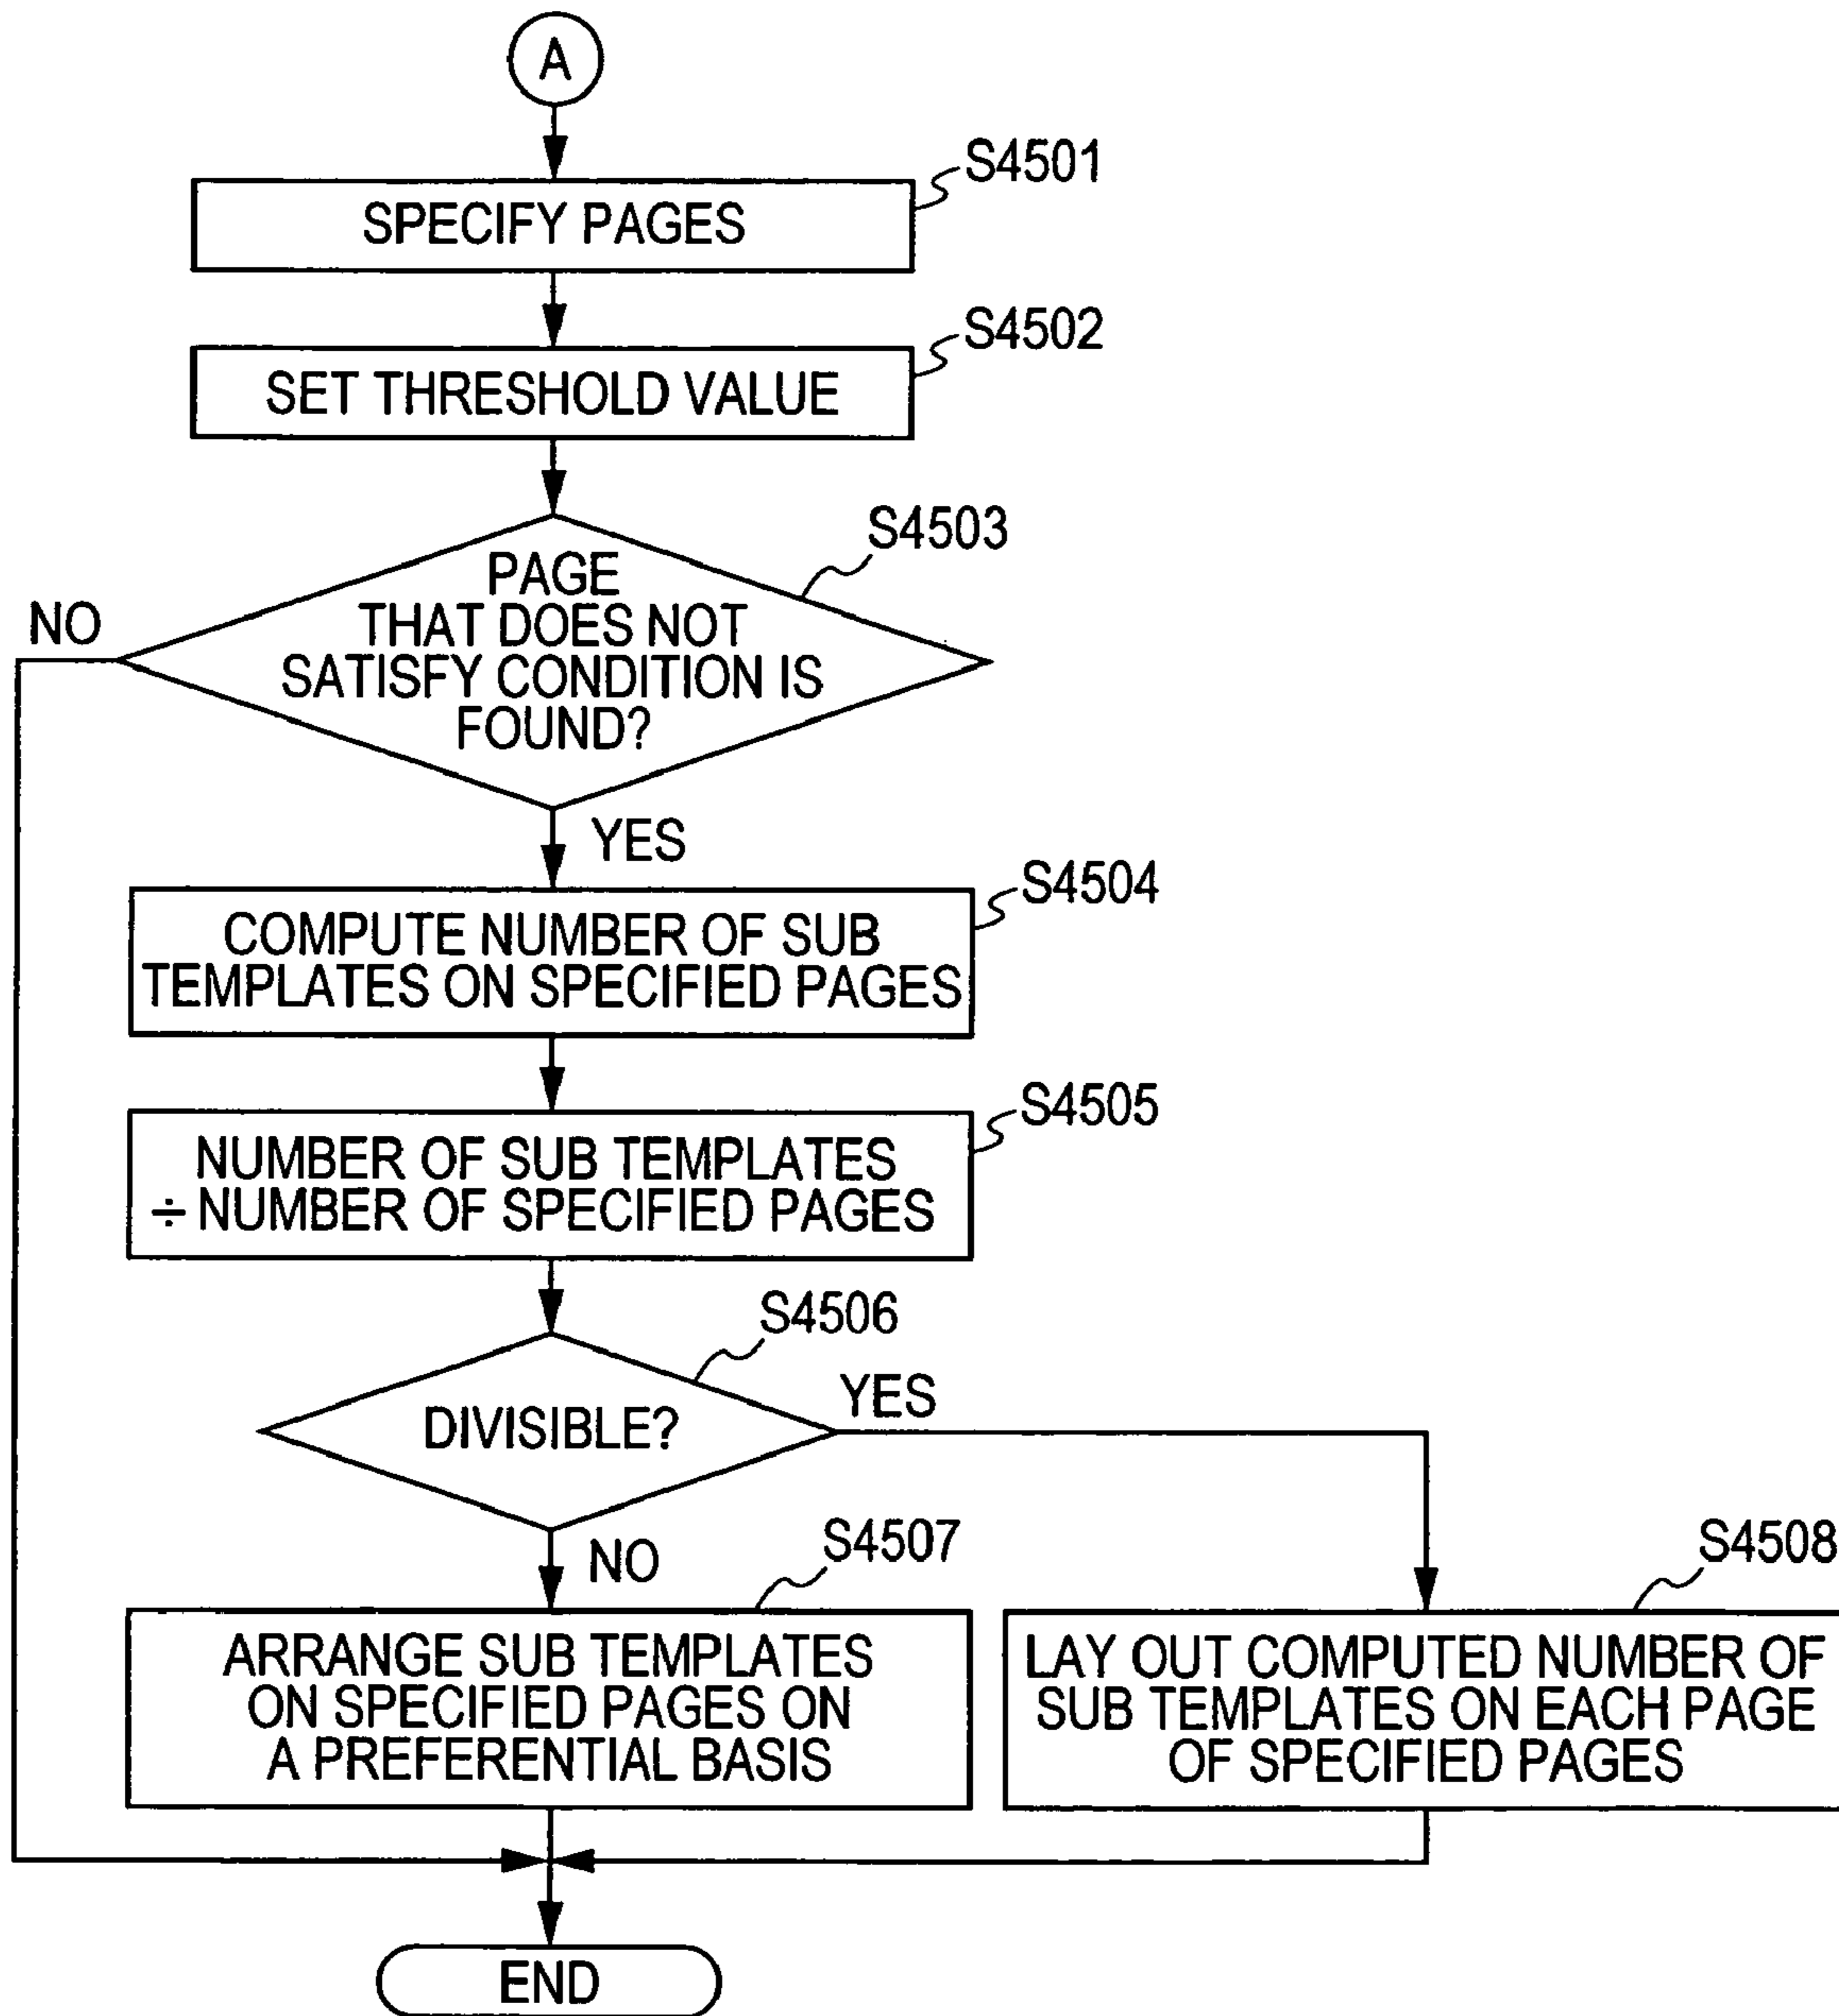 A
S4501
SPECIFY PAGES
S4502
SET THRESHOLD VALUE
S4503
PAGE
THAT DOES NOT
SATISFY CONDITION IS
FOUND?
NO
YES
S4504
COMPUTE NUMBER OF SUB
TEMPLATES ON SPECIFIED PAGES
S4505
NUMBER OF SUB TEMPLATES
÷ NUMBER OF SPECIFIED PAGES
S4506
DIVISIBLE?
YES
NO
S4507
ARRANGE SUB TEMPLATES
ON SPECIFIED PAGES ON
A PREFERENTIAL BASIS
S4508
LAY OUT COMPUTED NUMBER OF
SUB TEMPLATES ON EACH PAGE
OF SPECIFIED PAGES
END